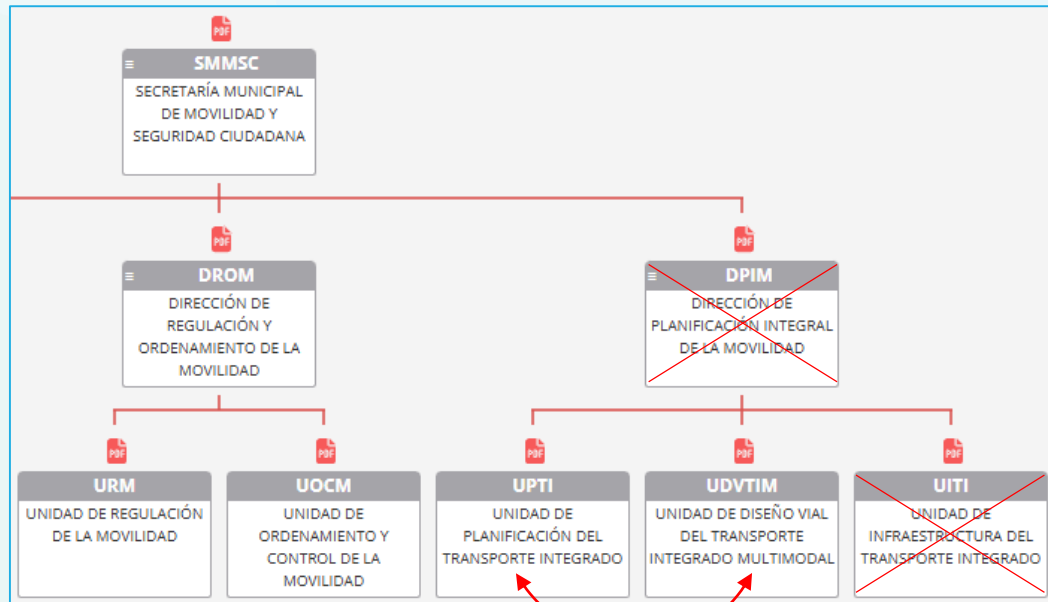 PDF
SMMSC
SECRETARÍA MUNICIPAL
DE MOVILIDAD Y
SEGURIDAD CIUDADANA
PDF
DROM
DIRECCIÓN DE
REGULACIÓN Y
ORDENAMIENTO DE LA
MOVILIDAD
PDF
DPIM
DIRECCIÓN DE
PLANIFICACIÓN INTEGRAL
DE LA MOVILIDAD
PDF
URM
UNIDAD DE REGULACIÓN
DE LA MOVILIDAD
PDF
UOCM
UNIDAD DE
ORDENAMIENTO Y
CONTROL DE LA
MOVILIDAD
PDF
UPTI
UNIDAD DE
PLANIFICACIÓN DEL
TRANSPORTE INTEGRADO
PDF
UDVTIM
UNIDAD DE DISEÑO VIAL
DEL TRANSPORTE
INTEGRADO MULTIMODAL
PDF
UITI
UNIDAD DE
INFRAESTRUCTURA DEL
TRANSPORTE INTEGRADO